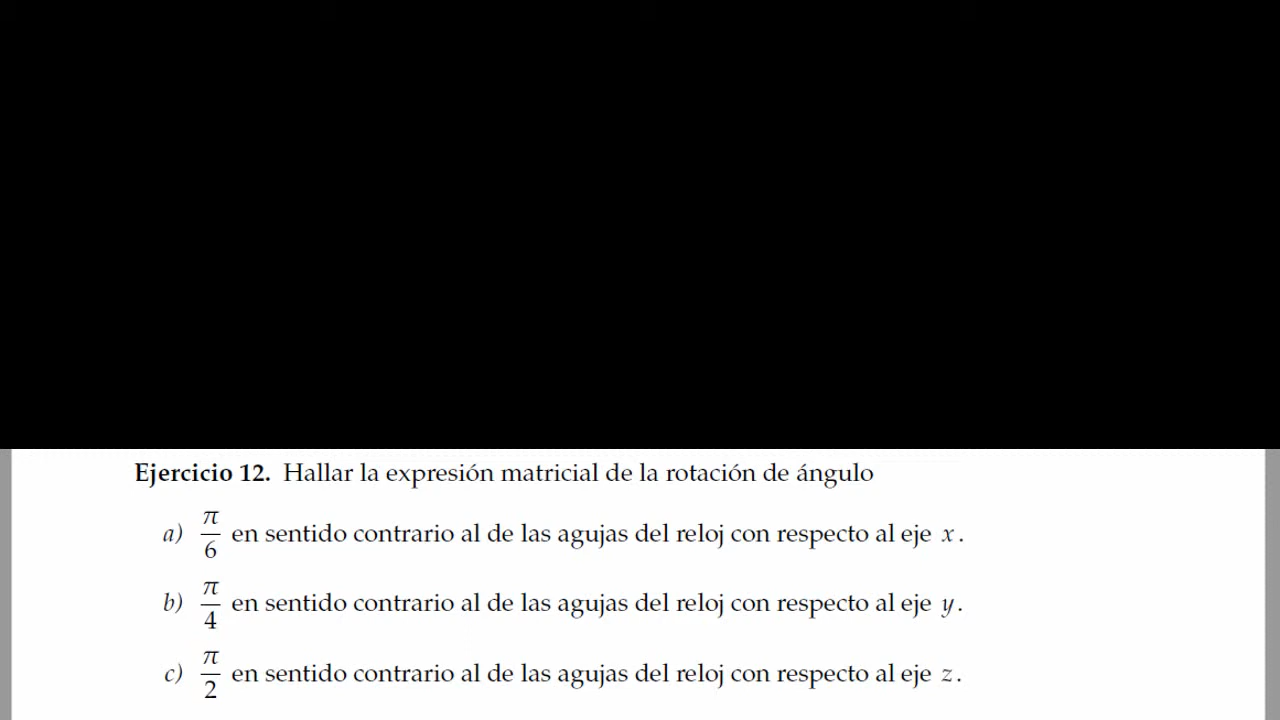 Ejercicio 12. Hallar la expresión matricial de la rotación de ángulo
a) π/6 en sentido contrario al de las agujas del reloj con respecto al eje x.
b) π/4 en sentido contrario al de las agujas del reloj con respecto al eje y.
c) π/2 en sentido contrario al de las agujas del reloj con respecto al eje z.